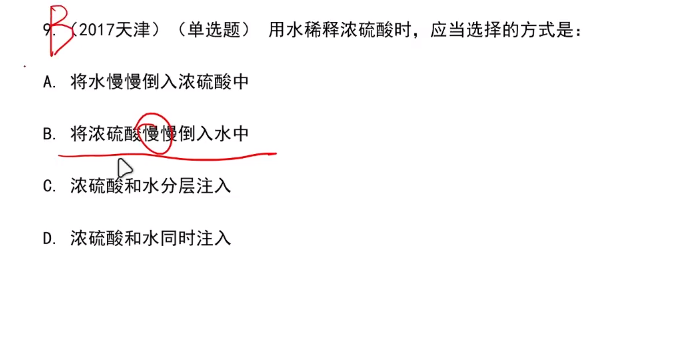 B
9. （2017天津）（单选题） 用水稀释浓硫酸时，应当选择的方式是：
A. 将水慢慢倒入浓硫酸中
B. 将浓硫酸慢慢倒入水中
C. 浓硫酸和水分层注入
D. 浓硫酸和水同时注入